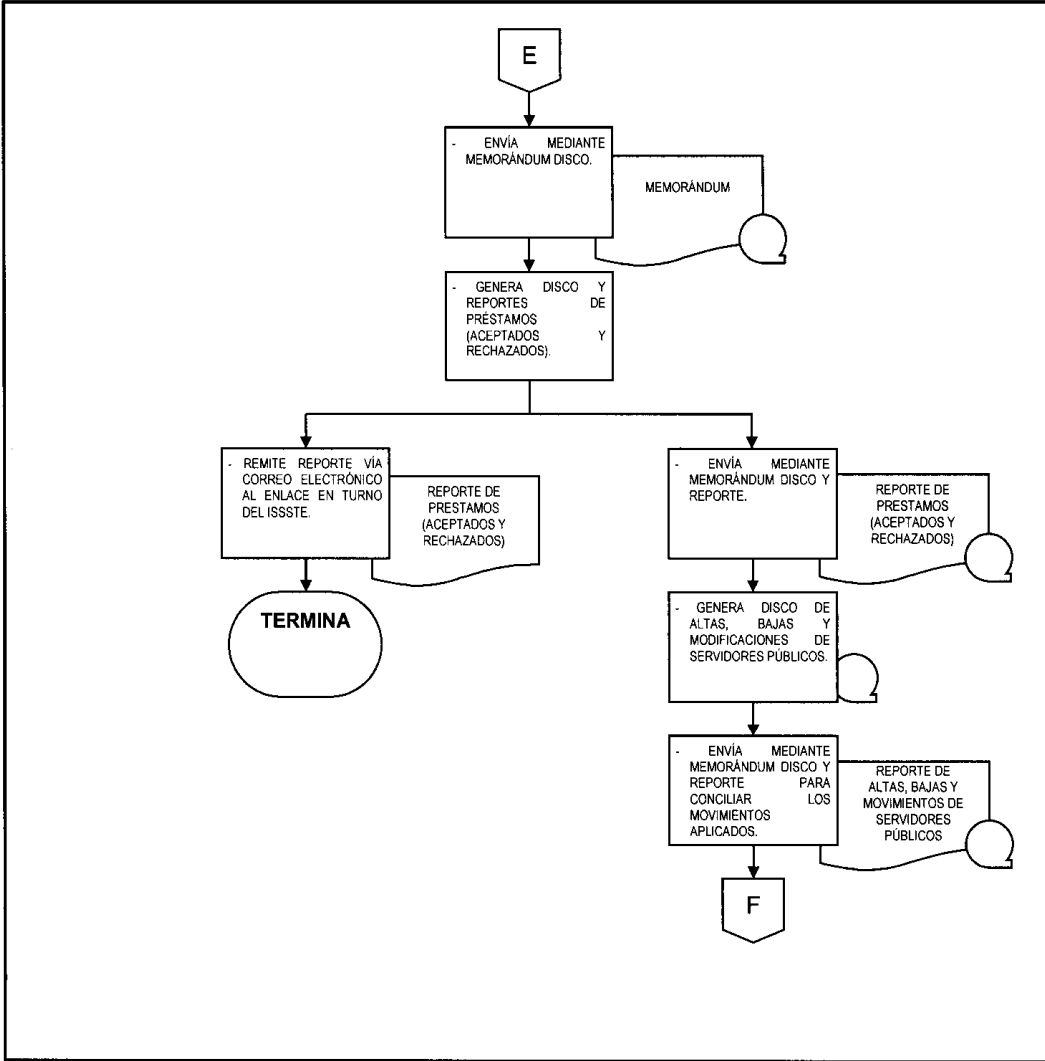 E
- ENVÍA MEDIANTE
MEMORÁNDUM DISCO.
MEMORÁNDUM
- GENERA DISCO Y
REPORTES DE
PRÉSTAMOS
(ACEPTADOS Y
RECHAZADOS).
- REMITE REPORTE VÍA
CORREO ELECTRÓNICO
AL ENLACE EN TURNO
DEL ISSSTE.
REPORTE DE
PRESTAMOS
(ACEPTADOS Y
RECHAZADOS)
TERMINA
- ENVÍA MEDIANTE
MEMORÁNDUM DISCO Y
REPORTE.
REPORTE DE
PRESTAMOS
(ACEPTADOS Y
RECHAZADOS)
- GENERA DISCO DE
ALTAS, BAJAS Y
MODIFICACIONES DE
SERVIDORES PÚBLICOS.
- ENVÍA MEDIANTE
MEMORÁNDUM DISCO Y
REPORTE PARA
CONCILIAR LOS
MOVIMIENTOS
APLICADOS.
REPORTE DE
ALTAS, BAJAS Y
MOVIMIENTOS DE
SERVIDORES
PÚBLICOS
F